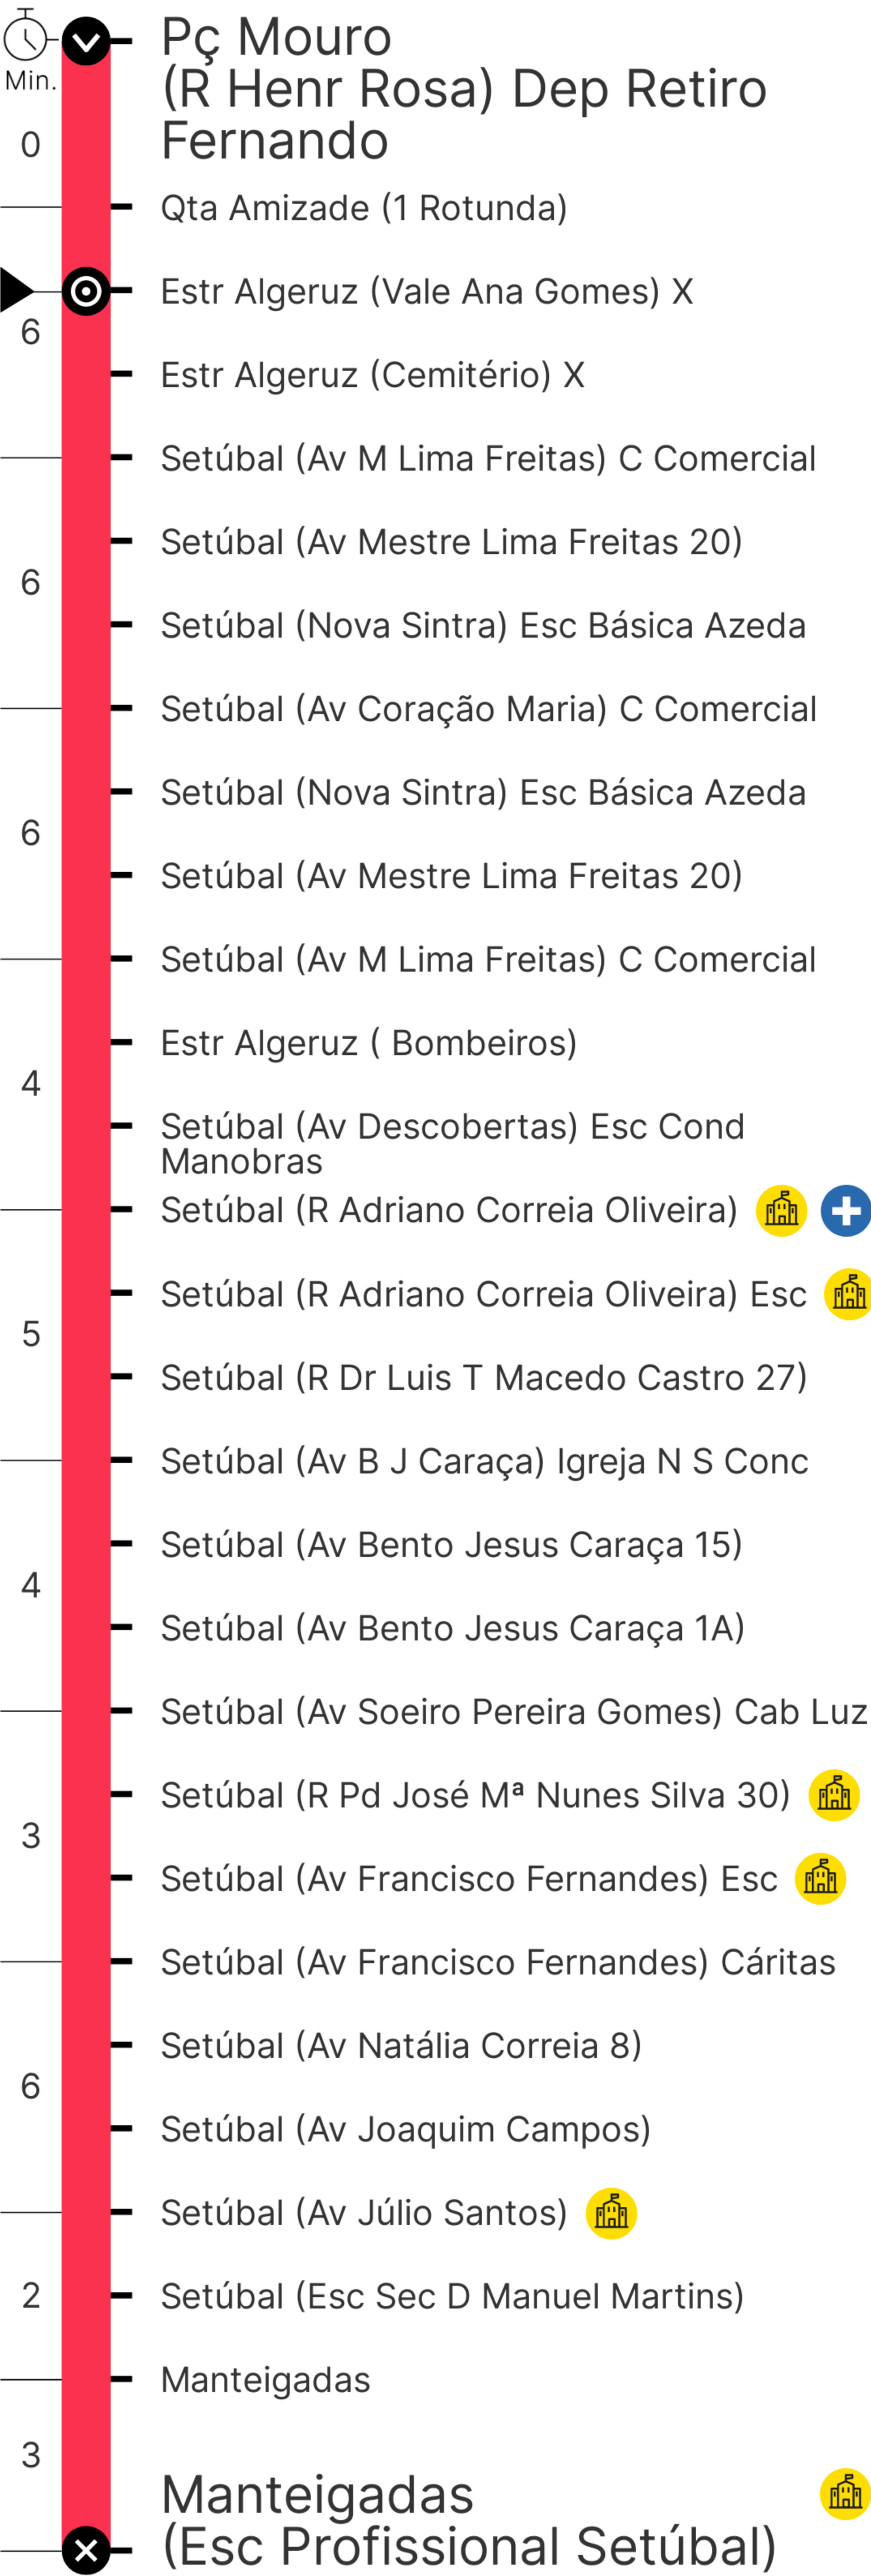 Pç Mouro
Min.
(R Henr Rosa) Dep Retiro
0
Fernando
Qta Amizade (1 Rotunda)
Estr Algeruz (Vale Ana Gomes) X
6
Estr Algeruz (Cemitério) X
Setúbal (Av M Lima Freitas) C Comercial
Setúbal (Av Mestre Lima Freitas 20)
6
Setúbal (Nova Sintra) Esc Básica Azeda
Setúbal (Av Coração Maria) C Comercial
Setúbal (Nova Sintra) Esc Básica Azeda
6
Setúbal (Av Mestre Lima Freitas 20)
Setúbal (Av M Lima Freitas) C Comercial
Estr Algeruz ( Bombeiros)
4
Setúbal (Av Descobertas) Esc Cond
Manobras
Setúbal (R Adriano Correia Oliveira)
Setúbal (R Adriano Correia Oliveira) Esc
5
Setúbal (R Dr Luis T Macedo Castro 27)
Setúbal (Av B J Caraça) Igreja N S Conc
Setúbal (Av Bento Jesus Caraça 15)
4
Setúbal (Av Bento Jesus Caraça 1A)
Setúbal (Av Soeiro Pereira Gomes) Cab Luz
Setúbal (R Pd José Mª Nunes Silva 30)
3
Setúbal (Av Francisco Fernandes) Esc
Setúbal (Av Francisco Fernandes) Cáritas
Setúbal (Av Natália Correia 8)
6
Setúbal (Av Joaquim Campos)
Setúbal (Av Júlio Santos)
2
Setúbal (Esc Sec D Manuel Martins)
Manteigadas
3
Manteigadas
(Esc Profissional Setúbal)